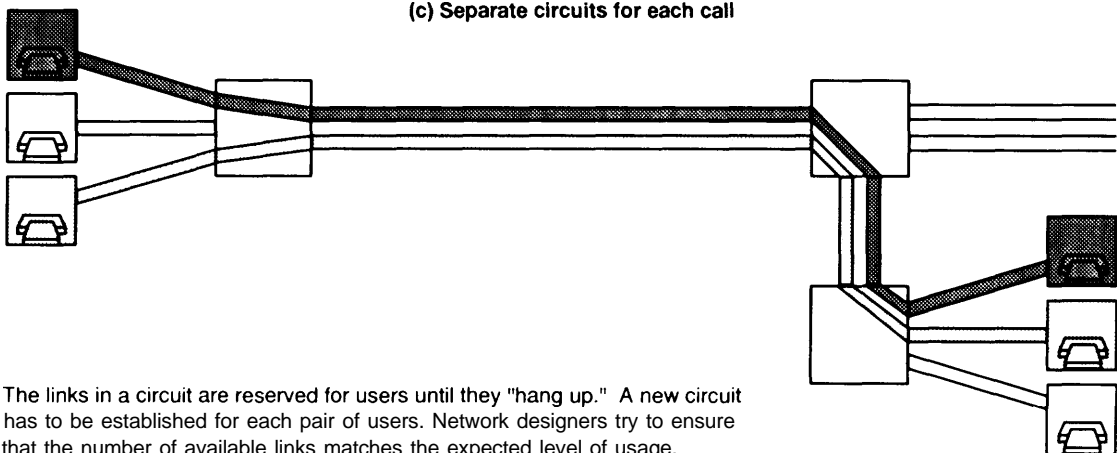 (c) Separate circuits for each call
The links in a circuit are reserved for users until they "hang up." A new circuit
has to be established for each pair of users. Network designers try to ensure
that the number of available links matches the expected level of usage.